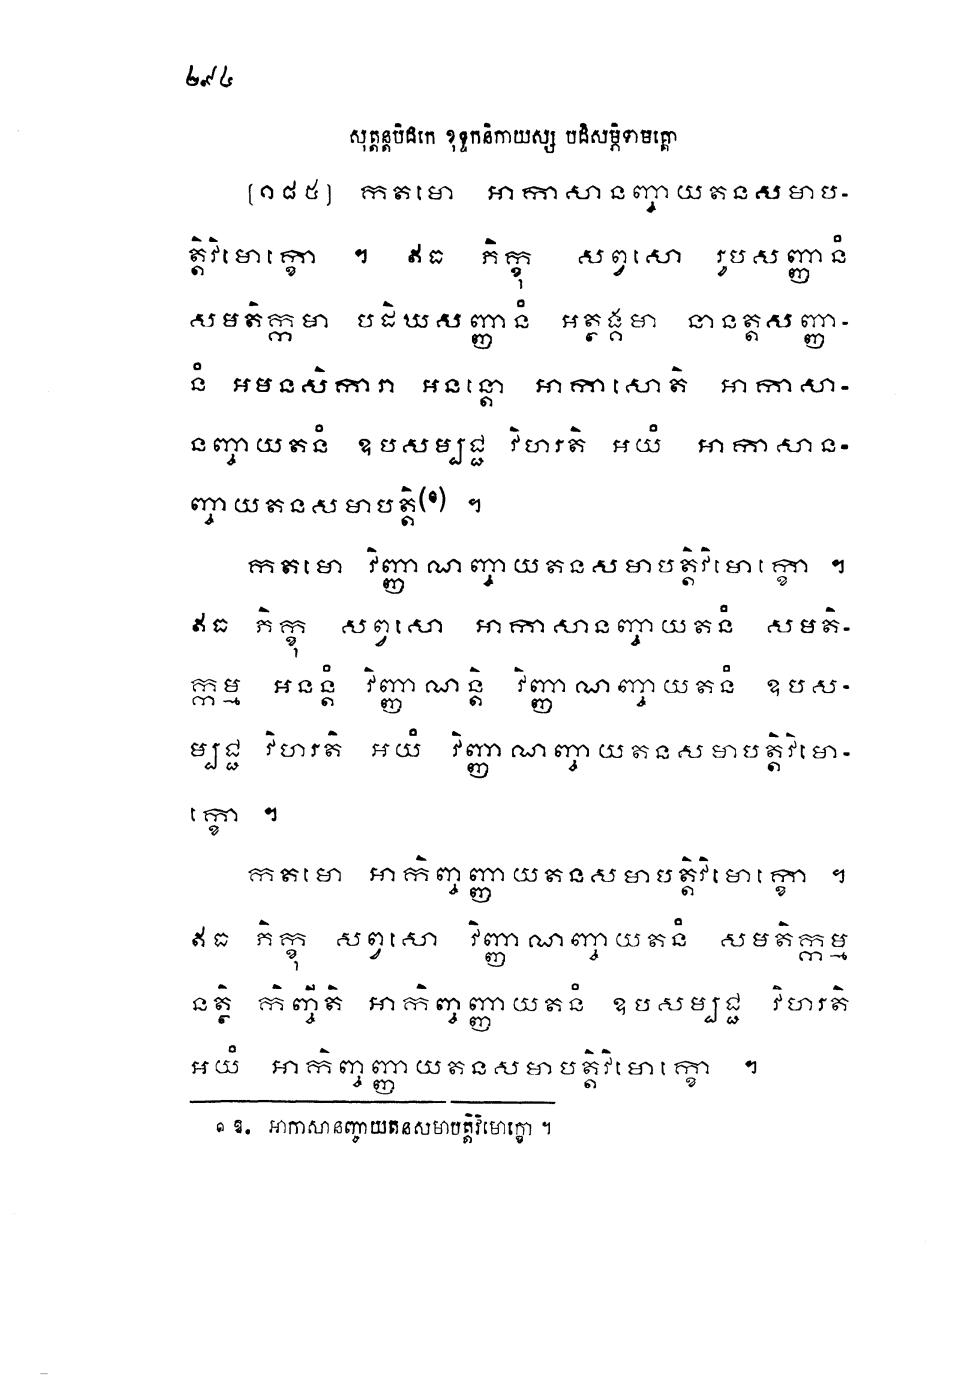 ២៩៤
សុត្តន្តបិដកេ ខុទ្ទកនិកាយស្ស បដិសម្ភិទាមគ្គោ
[១៨៥] កតមោ អាកាសានញ្ចាយតនសមាប-
ត្តិវិមោក្ខោ ។ ឥធ ភិក្ខុ សព្វសោ រូបសញ្ញានំ
សមតិក្កមា បដិឃសញ្ញានំ អត្ថង្គមា នានត្តសញ្ញា-
នំ អមនសិការា អនន្តោ អាកាសោតិ អាកាសា-
នញ្ចាយតនំ ឧបសម្បជ្ជ វិហរតិ អយំ អាកាសាន-
ញ្ចាយតនសមាបត្តិ(១) ។
កតមោ វិញ្ញាណញ្ចាយតនសមាបត្តិវិមោក្ខោ ។
ឥធ ភិក្ខុ សព្វសោ អាកាសានញ្ចាយតនំ សមតិ-
ក្កម្ម អនន្តំ វិញ្ញាណន្តិ វិញ្ញាណញ្ចាយតនំ ឧបស-
ម្បជ្ជ វិហរតិ អយំ វិញ្ញាណញ្ចាយតនសមាបត្តិវិមោ-
ក្ខោ ។
កតមោ អាកិញ្ចញ្ញាយតនសមាបត្តិវិមោក្ខោ ។
ឥធ ភិក្ខុ សព្វសោ វិញ្ញាណញ្ចាយតនំ សមតិក្កម្ម
នត្ថិ កិញ្ចីតិ អាកិញ្ចញ្ញាយតនំ ឧបសម្បជ្ជ វិហរតិ
អយំ អាកិញ្ចញ្ញាយតនសមាបត្តិវិមោក្ខោ ។
១ ឱ. អាកាសានញ្ចាយតនសមាបត្តិវិមោក្ខោ ។